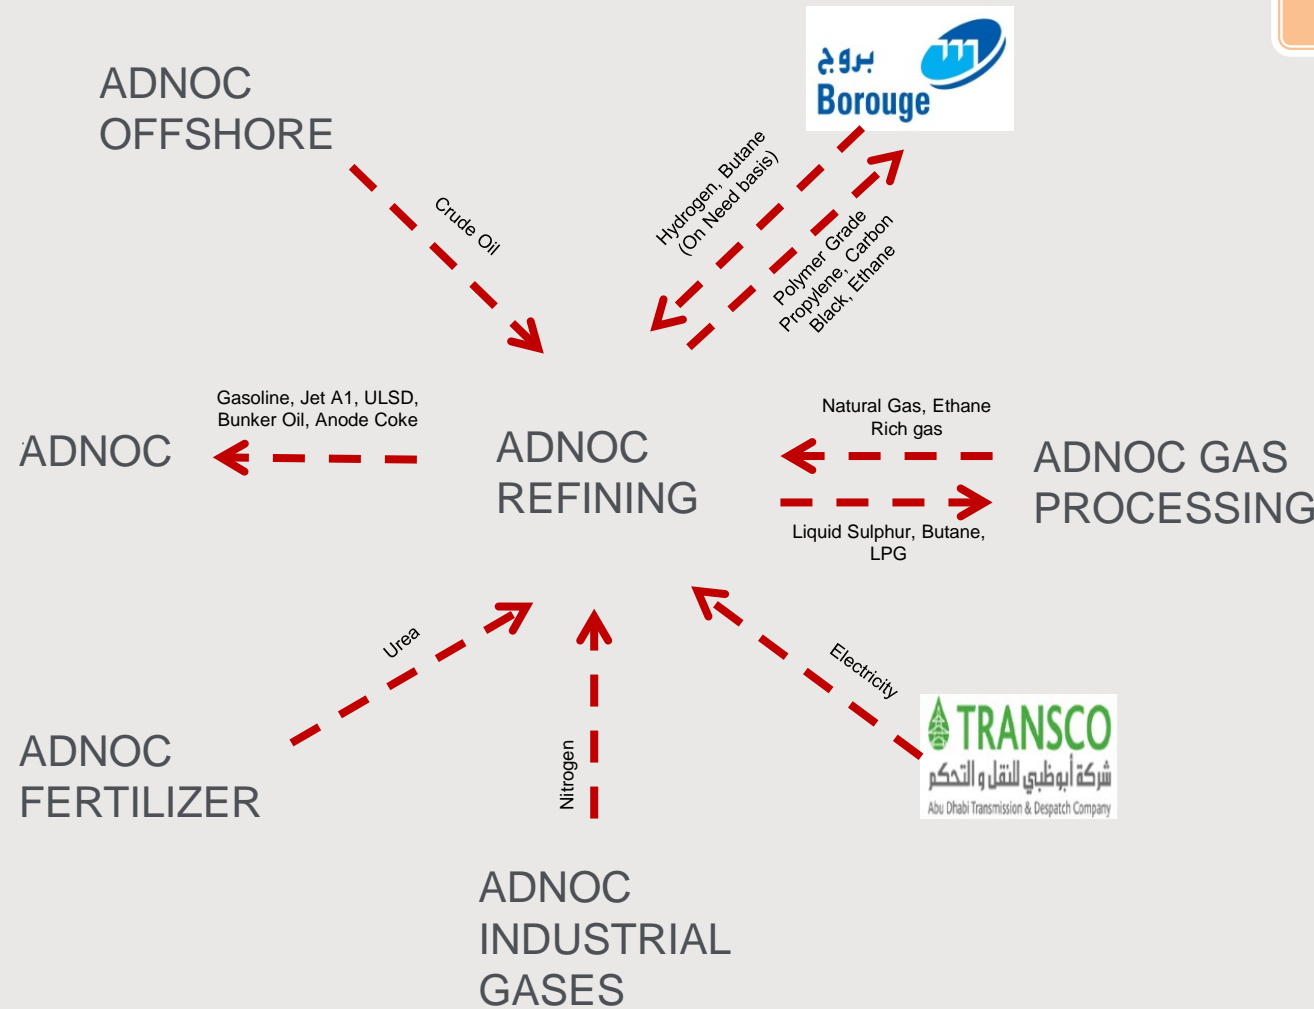 بروج
Borouge
ADNOC
OFFSHORE
Crude Oil
Hydrogen, Butane
(On Need basis)
Polymer Grade
Propylene, Carbon
Black, Ethane
Gasoline, Jet A1, ULSD,
Bunker Oil, Anode Coke
ADNOC
ADNOC
REFINING
Natural Gas, Ethane
Rich gas
Liquid Sulphur, Butane,
LPG
ADNOC GAS
PROCESSING
Urea
ADNOC
FERTILIZER
Nitrogen
ADNOC
INDUSTRIAL
GASES
Electricity
TRANSCO
شركة أبوظبي للنقل و التحكم
Abu Dhabi Transmission & Despatch Company